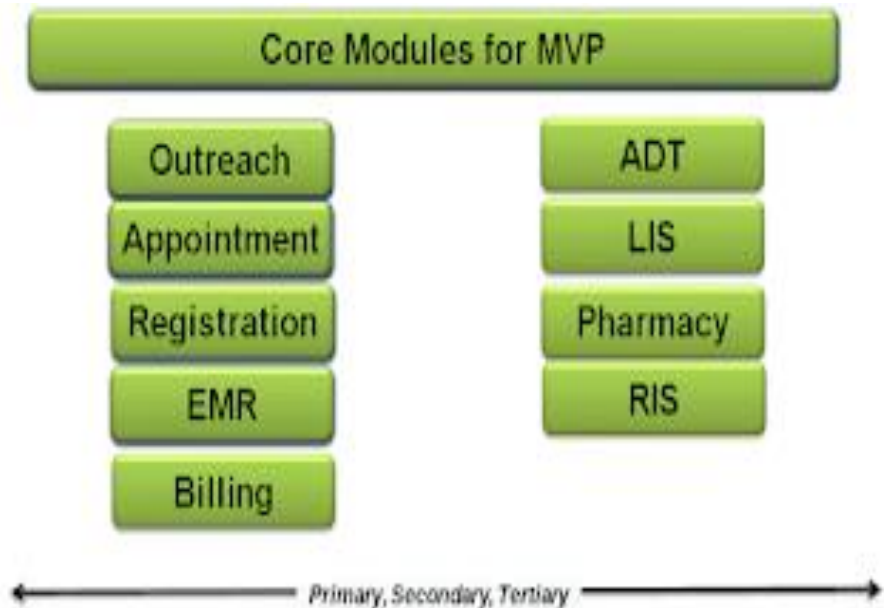 Core Modules for MVP
Outreach
Appointment
Registration
EMR
Billing
ADT
LIS
Pharmacy
RIS
Primary, Secondary, Tertiary